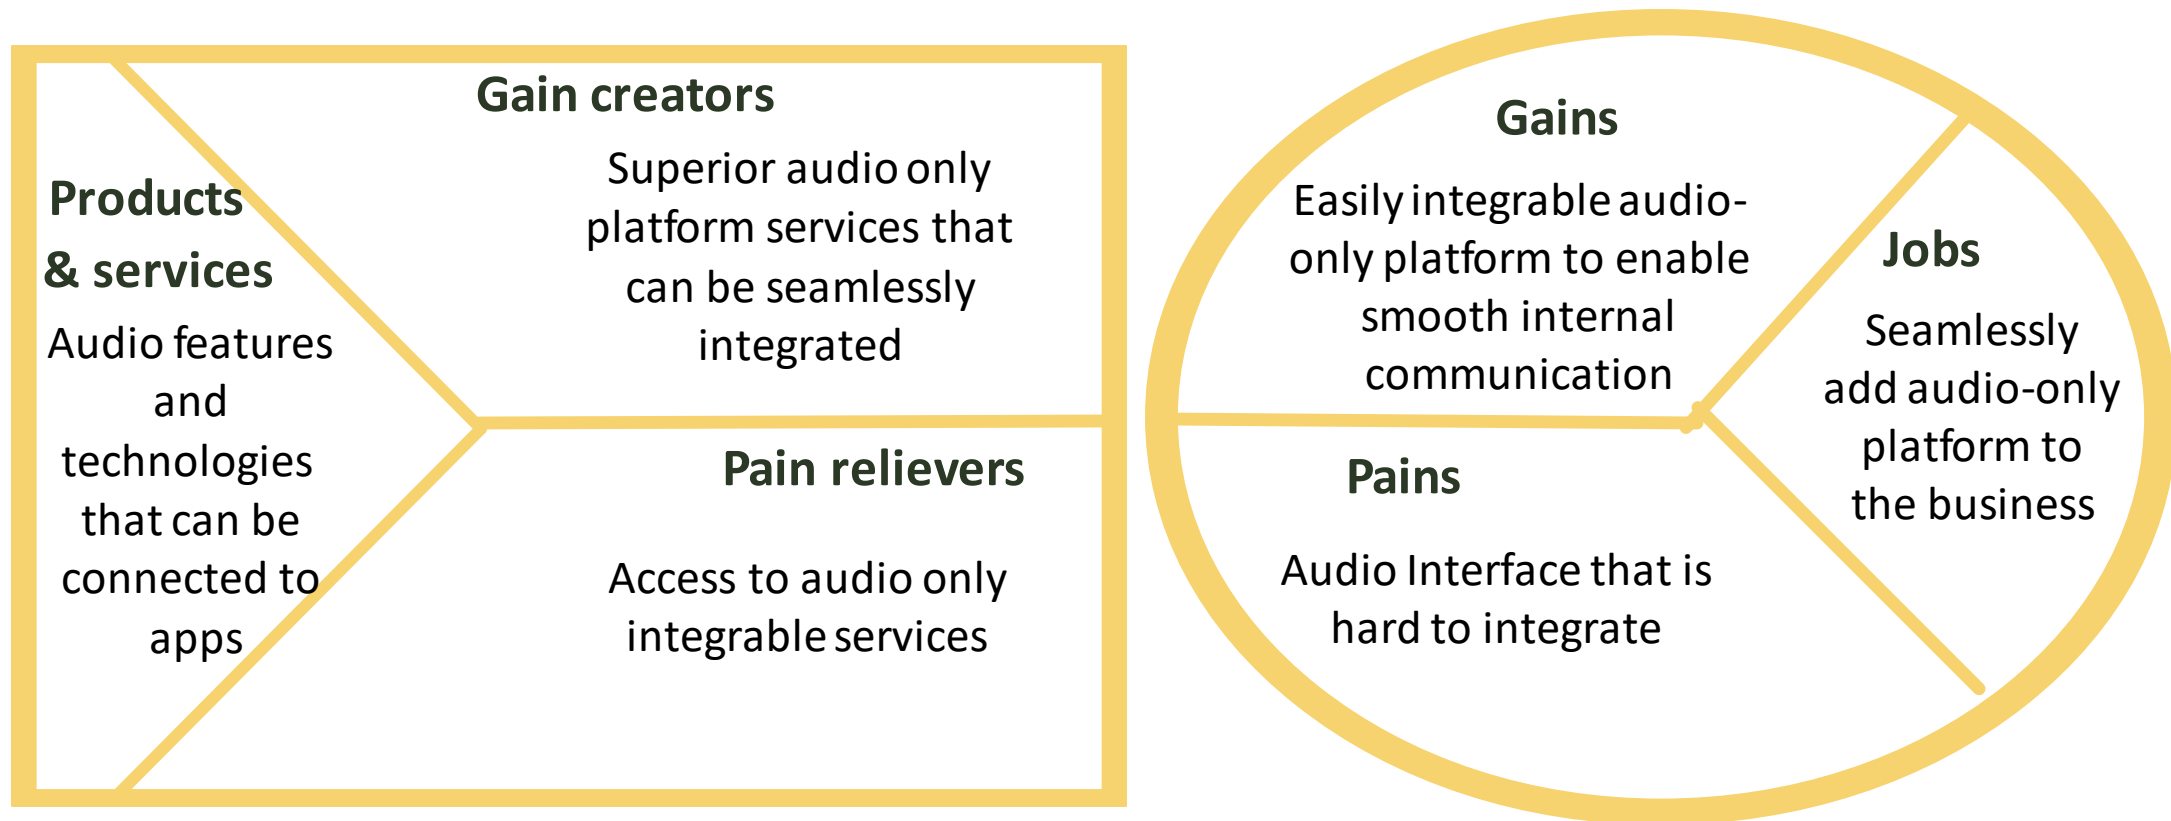 Gain creators
Superior audio only
platform services that
can be seamlessly
integrated
Products
& services
Audio features
and
technologies
that can be
connected to
apps
Pain relievers
Access to audio only
integrable services
Gains
Easily integrable audio-
only platform to enable
smooth internal
communication
Jobs
Seamlessly
add audio-only
platform to
the business
Pains
Audio Interface that is
hard to integrate